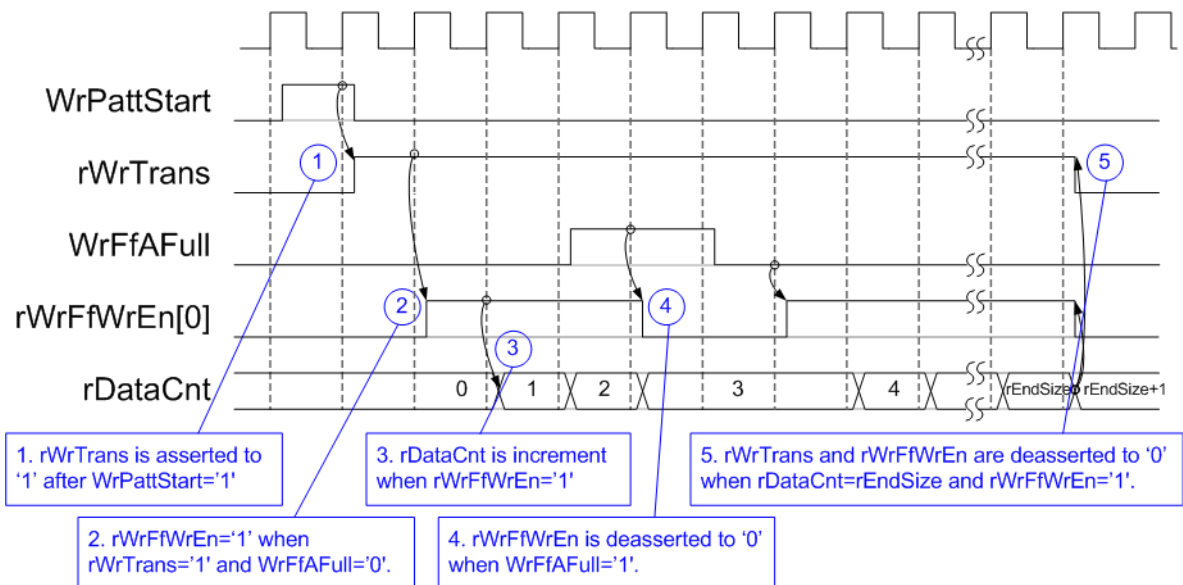 WrPattStart
rWrTrans
1
5
WrFfAFull
rWrFfWrEn[0]
2
4
3
rDataCnt
0 1 2 3 4 rEndSize rEndSize+1
1. rWrTrans is asserted to
‘1’ after WrPattStart='1'
3. rDataCnt is increment
when rWrFfWrEn='1'
5. rWrTrans and rWrFfWrEn are deasserted to ‘0’
when rDataCnt=rEndSize and rWrFfWrEn='1'.
2. rWrFfWrEn=‘1’ when
rWrTrans='1' and WrFfAFull='0'.
4. rWrFfWrEn is deasserted to ‘0’
when WrFfAFull='1'.